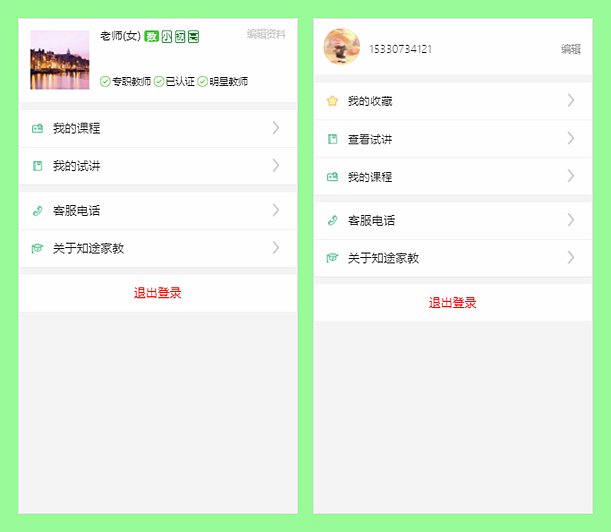 老师(女) 教 小 初 高
编辑资料
专职教师 已认证 明星教师
我的课程
我的试讲
客服电话
关于知途家教
退出登录
15330734121
编辑
我的收藏
查看试讲
我的课程
客服电话
关于知途家教
退出登录